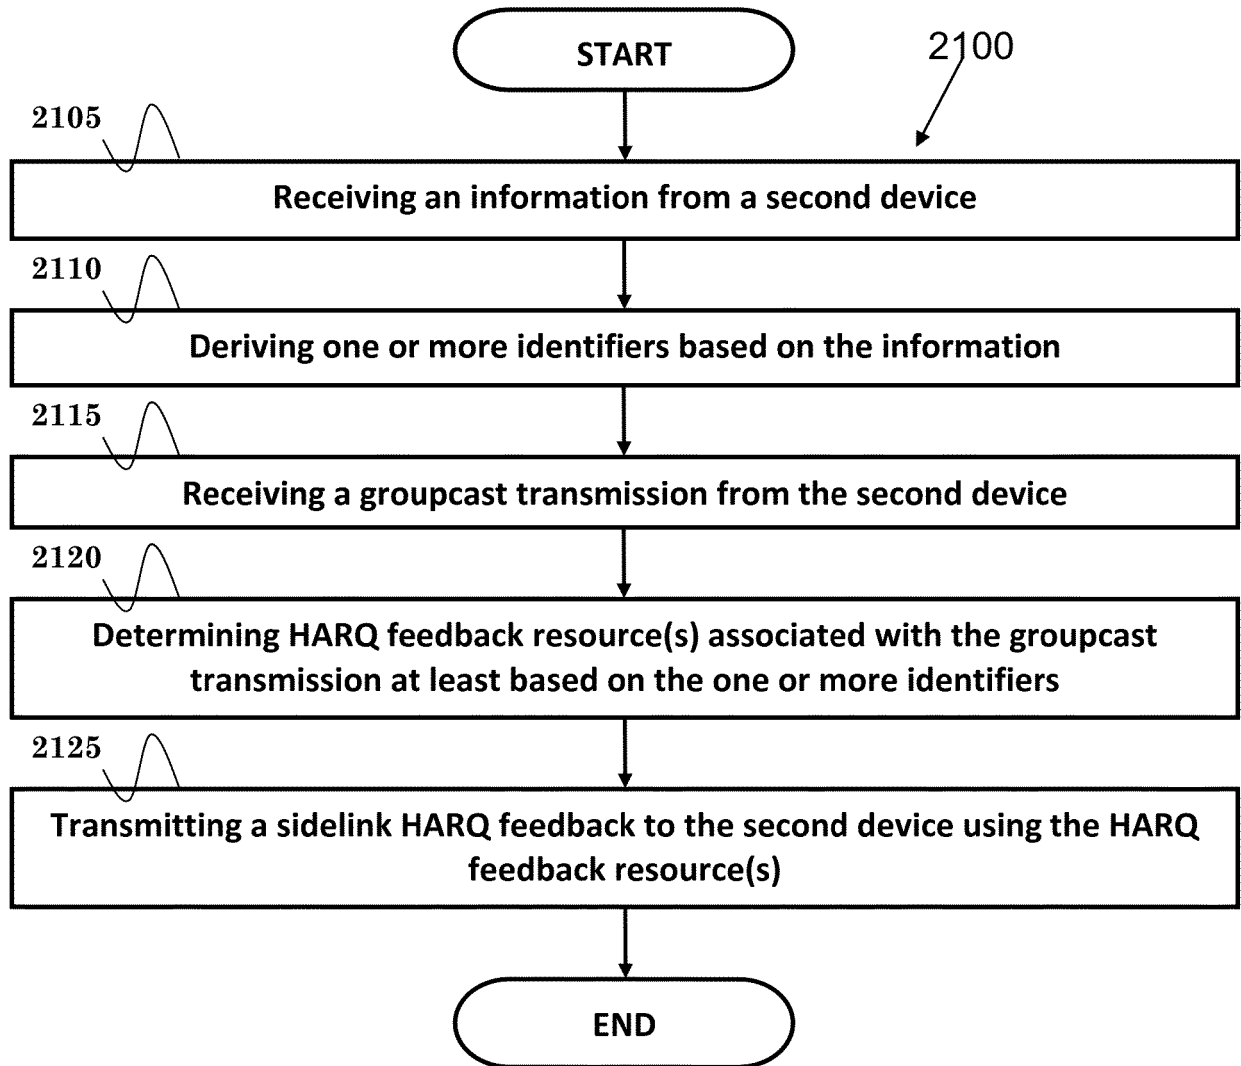 START
2100
2105
Receiving an information from a second device
2110
Deriving one or more identifiers based on the information
2115
Receiving a groupcast transmission from the second device
2120
Determining HARQ feedback resource(s) associated with the groupcast
transmission at least based on the one or more identifiers
2125
Transmitting a sidelink HARQ feedback to the second device using the HARQ
feedback resource(s)
END